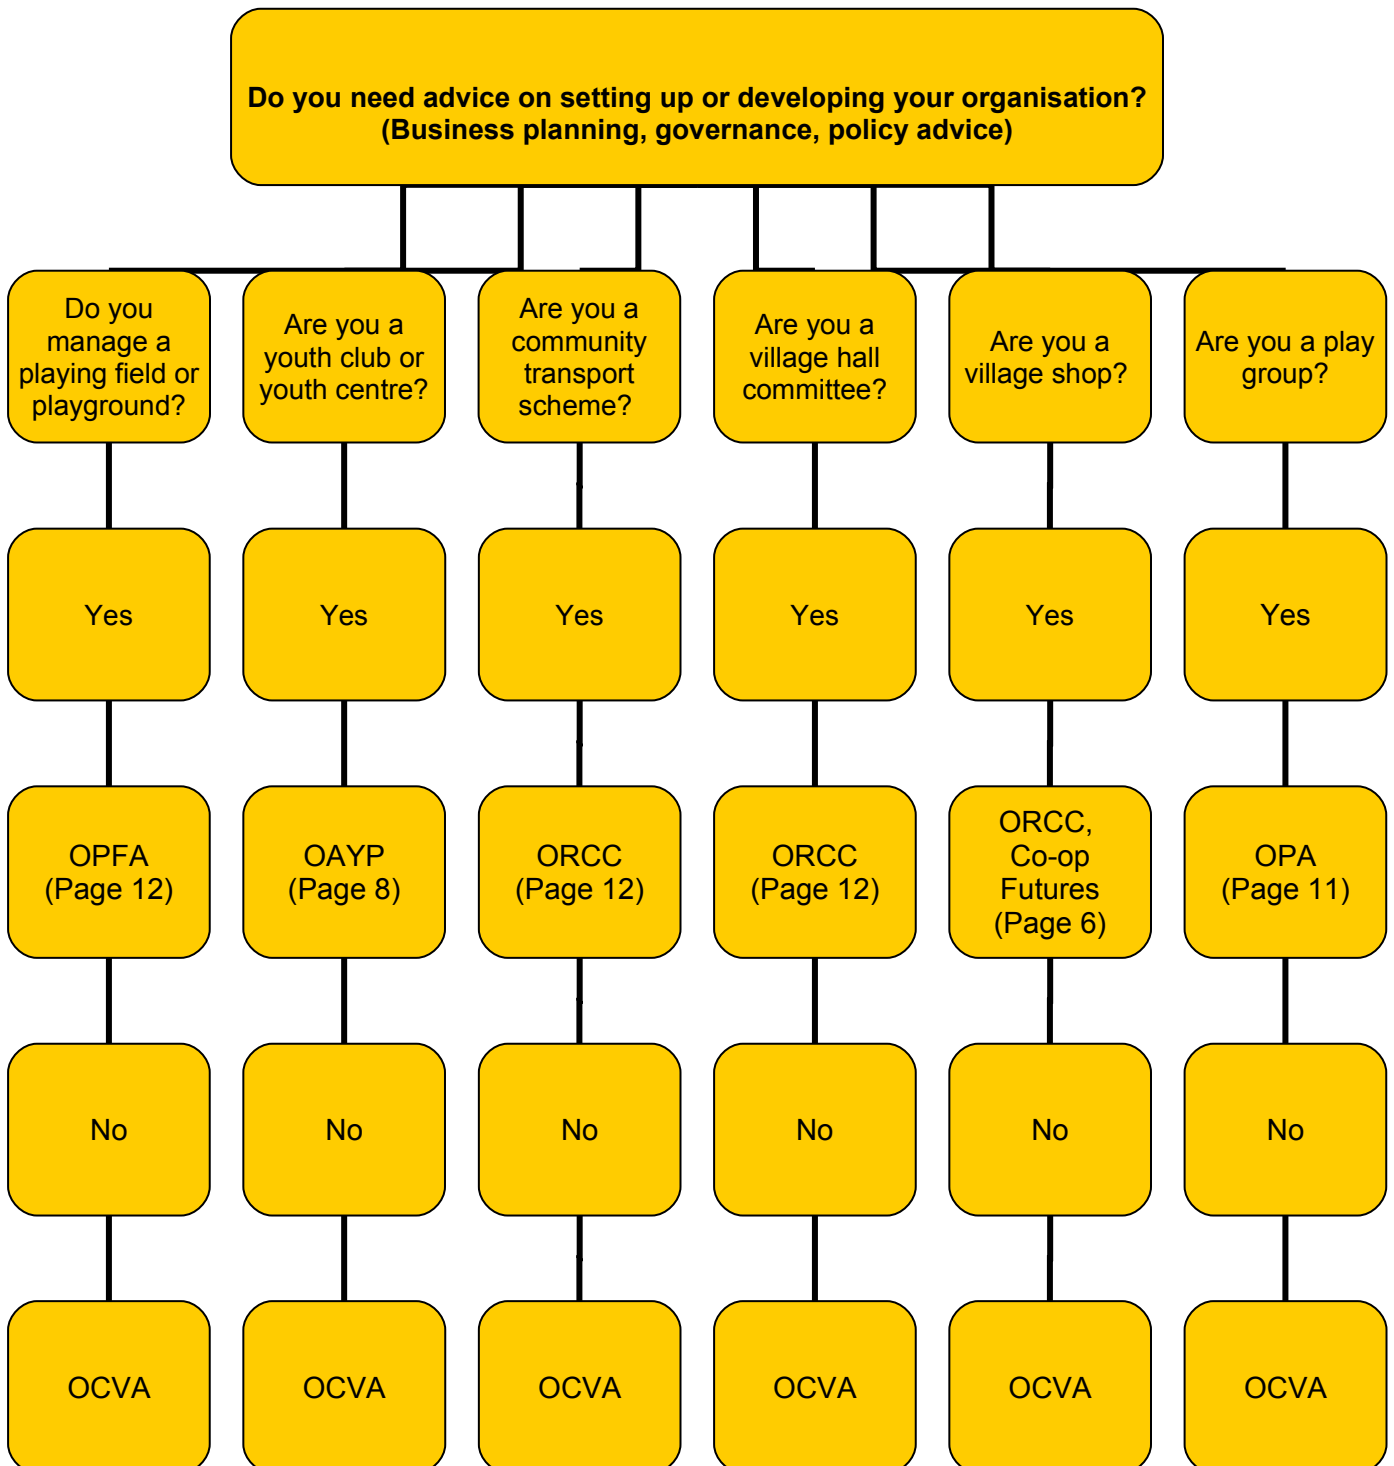 Do you need advice on setting up or developing your organisation?
(Business planning, governance, policy advice)
Do you
manage a
playing field or
playground?
Are you a
youth club or
youth centre?
Are you a
community
transport
scheme?
Are you a
village hall
committee?
Are you a
village shop?
Are you a play
group?
Yes
Yes
Yes
Yes
Yes
Yes
OPFA
(Page 12)
OAYP
(Page 8)
ORCC
(Page 12)
ORCC
(Page 12)
ORCC,
Co-op
Futures
(Page 6)
OPA
(Page 11)
No
No
No
No
No
No
OCVA
OCVA
OCVA
OCVA
OCVA
OCVA